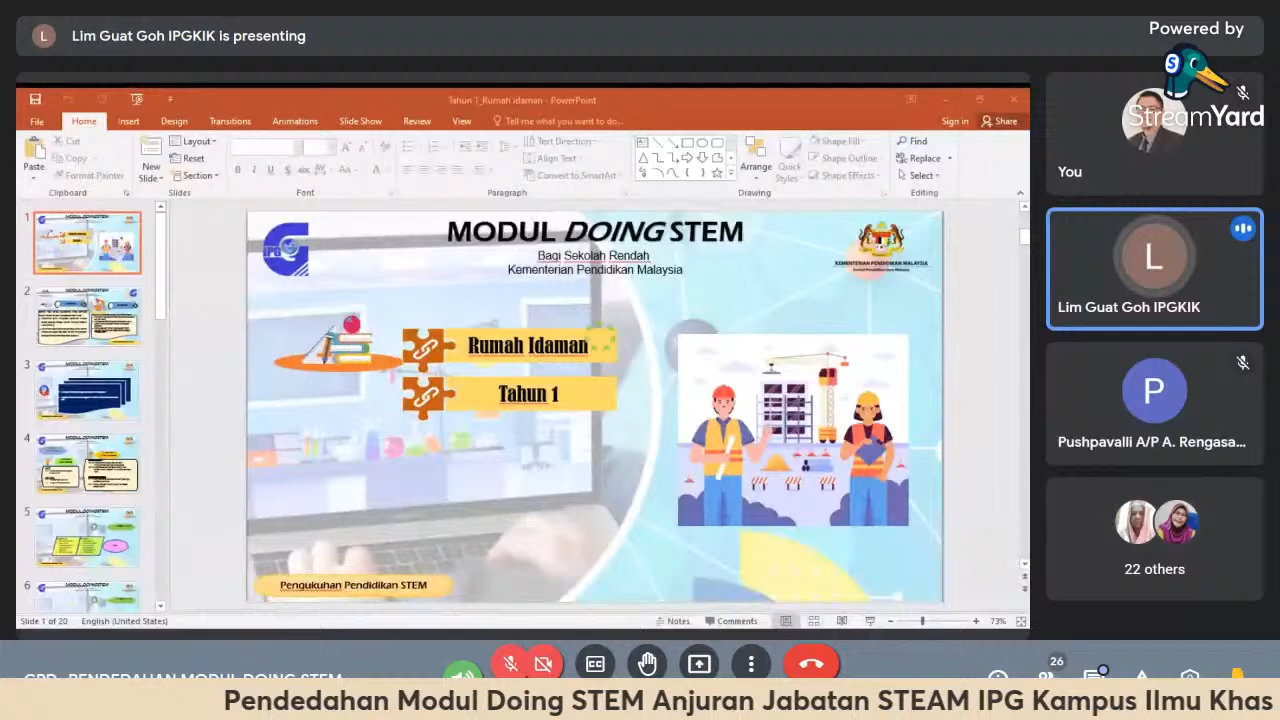 L Lim Guat Goh IPGKIK is presenting
Powered by
StreamYard
Tahun 1_Rumah Idaman - PowerPoint
File Home Insert Design Transitions Animations Slide Show Review View Tell me what you want to do... Sign in Share
Paste
Cut
Copy
Format Painter
Clipboard
New Slide
Layout
Reset
Section
Slides
Font
Text Direction
Align Text
Convert to SmartArt
Paragraph
Arrange
Quick Styles
Shape Fill
Shape Outline
Shape Effects
Drawing
Find
Replace
Select
Editing
1
2
3
4
5
6
MODUL DOING STEM
Bagi Sekolah Rendah
Kementerian Pendidikan Malaysia
KEMENTERIAN PENDIDIKAN MALAYSIA
Rumah Idaman
Tahun 1
Pengukuhan Pendidikan STEM
Slide 1 of 20 English (United States) Notes Comments 73%
You
L
Lim Guat Goh IPGKIK
P
Pushpavalli A/P A. Rengasa...
22 others
26
Pendedahan Modul Doing STEM Anjuran Jabatan STEAM IPG Kampus Ilmu Khas